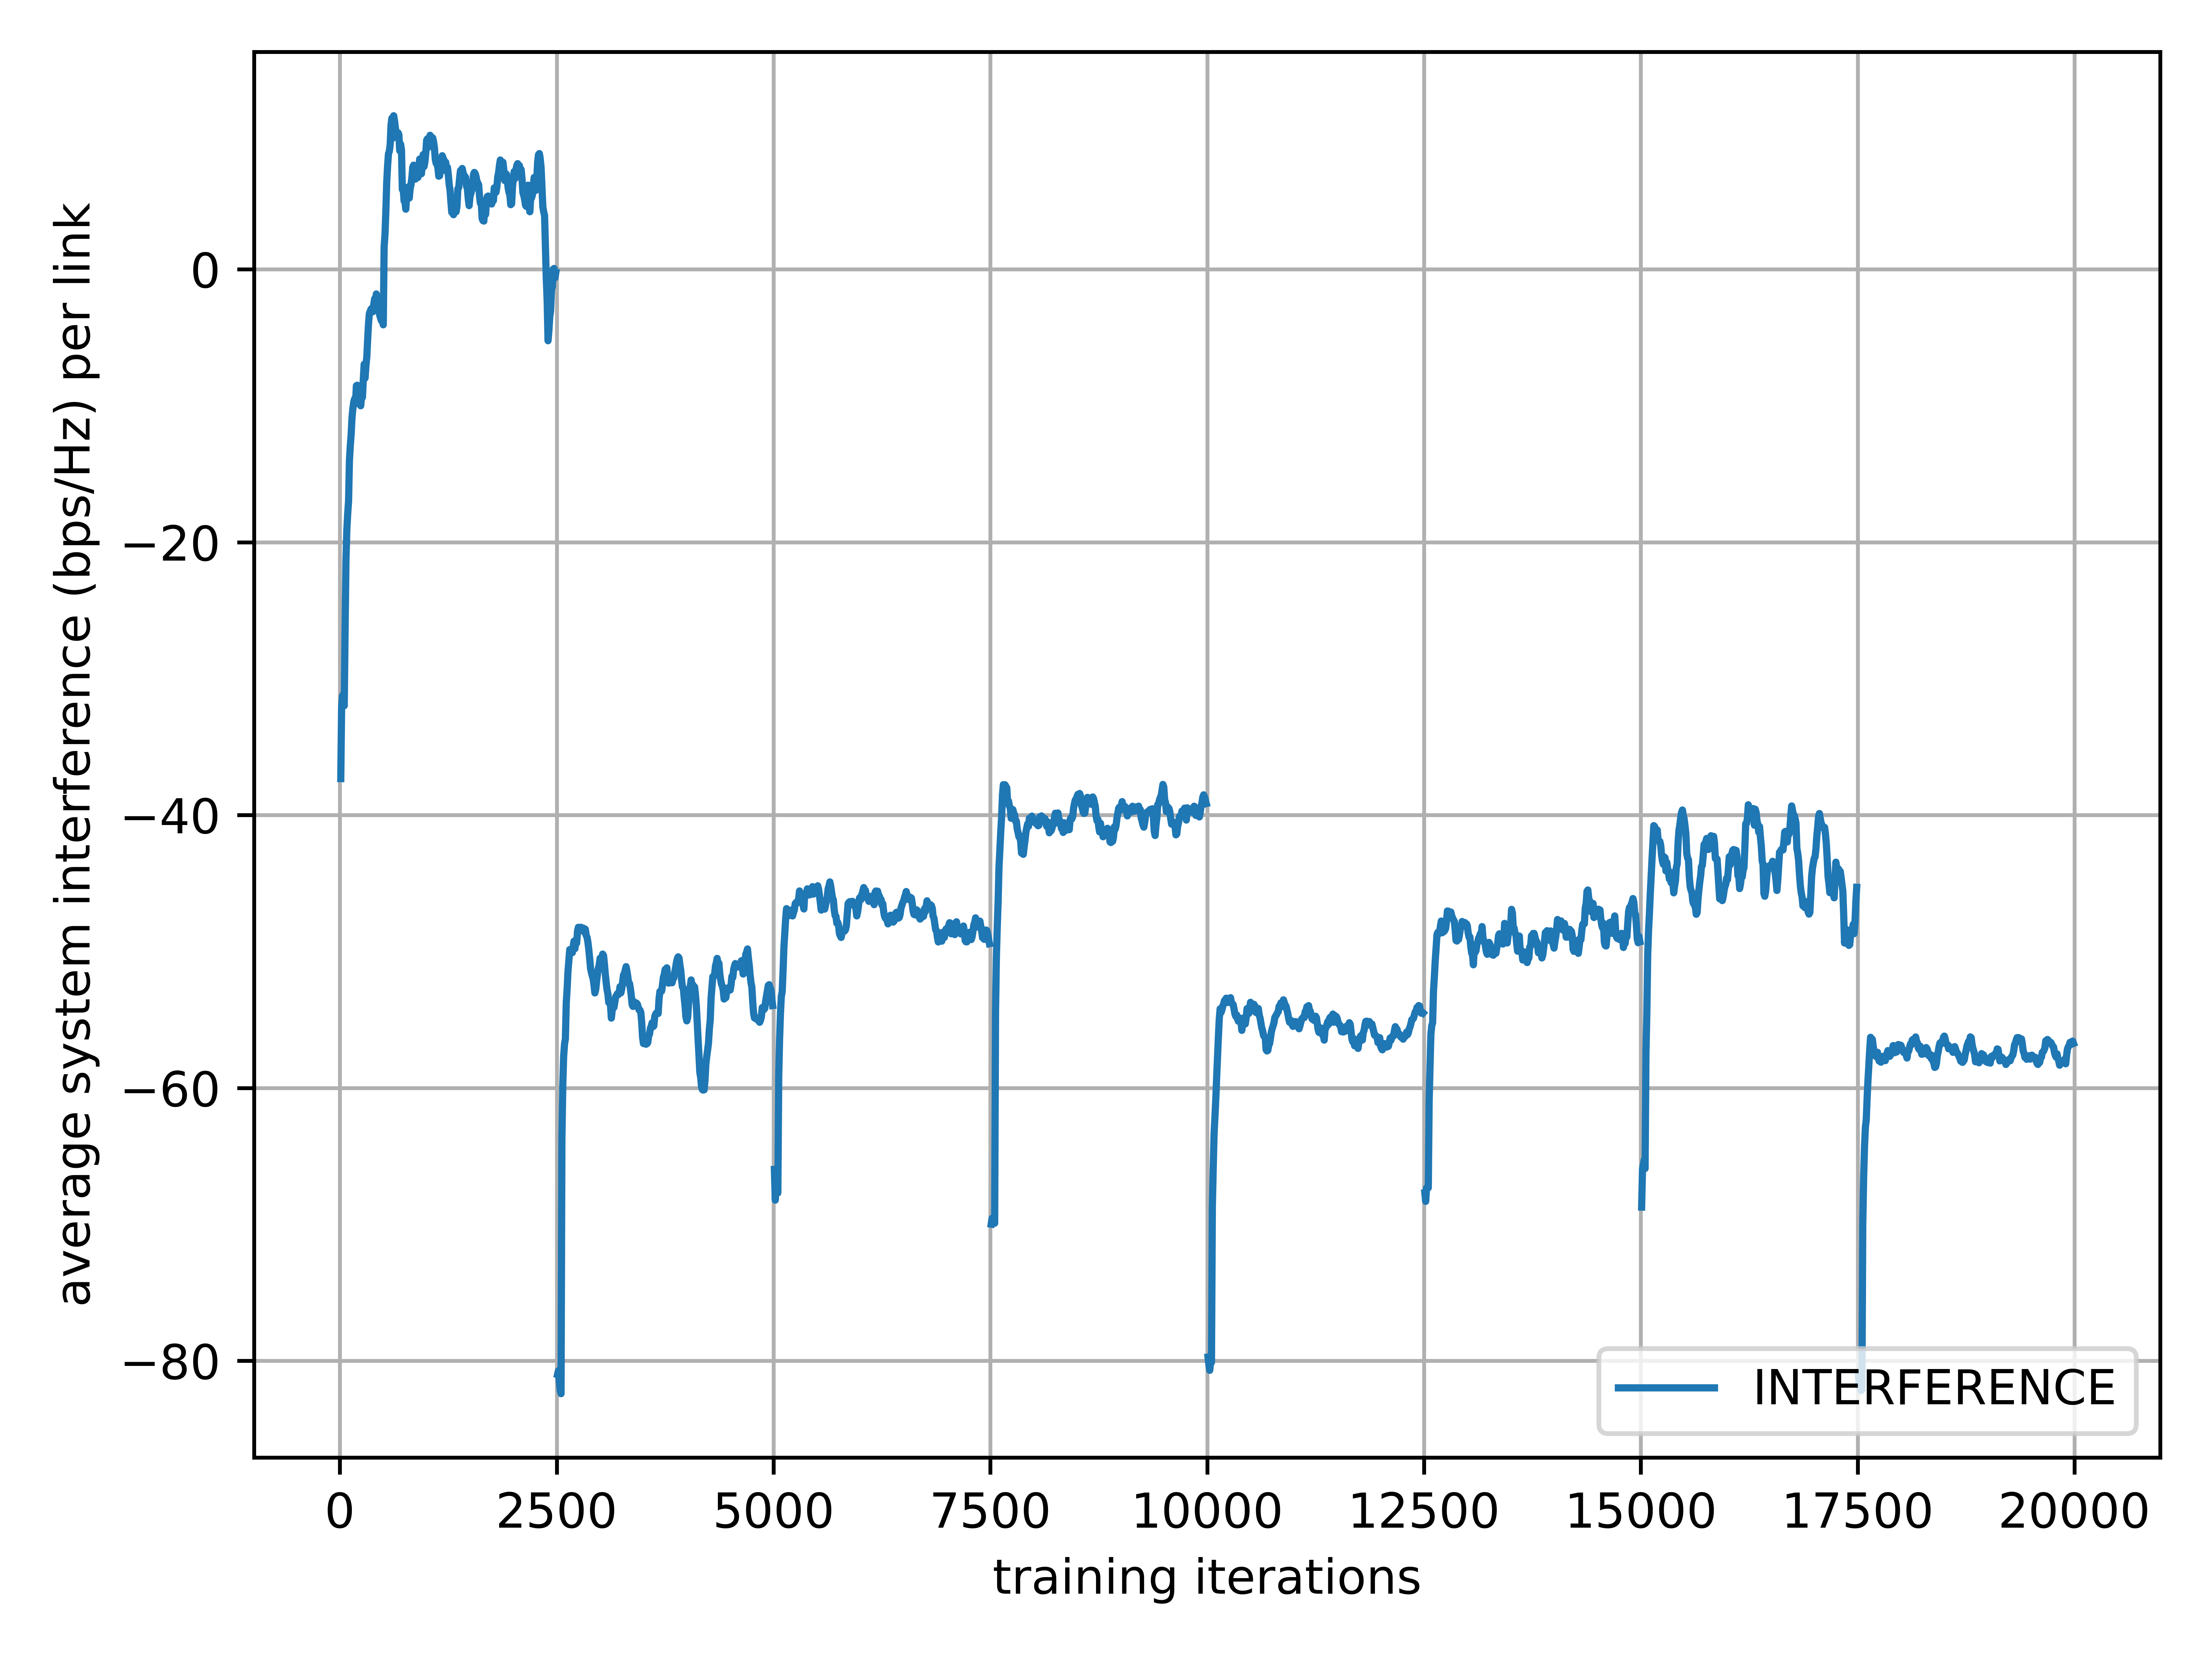 average system interference (bps/Hz) per link
0
−20
−40
−60
−80
INTERFERENCE
0 2500 5000 7500 10000 12500 15000 17500 20000
training iterations